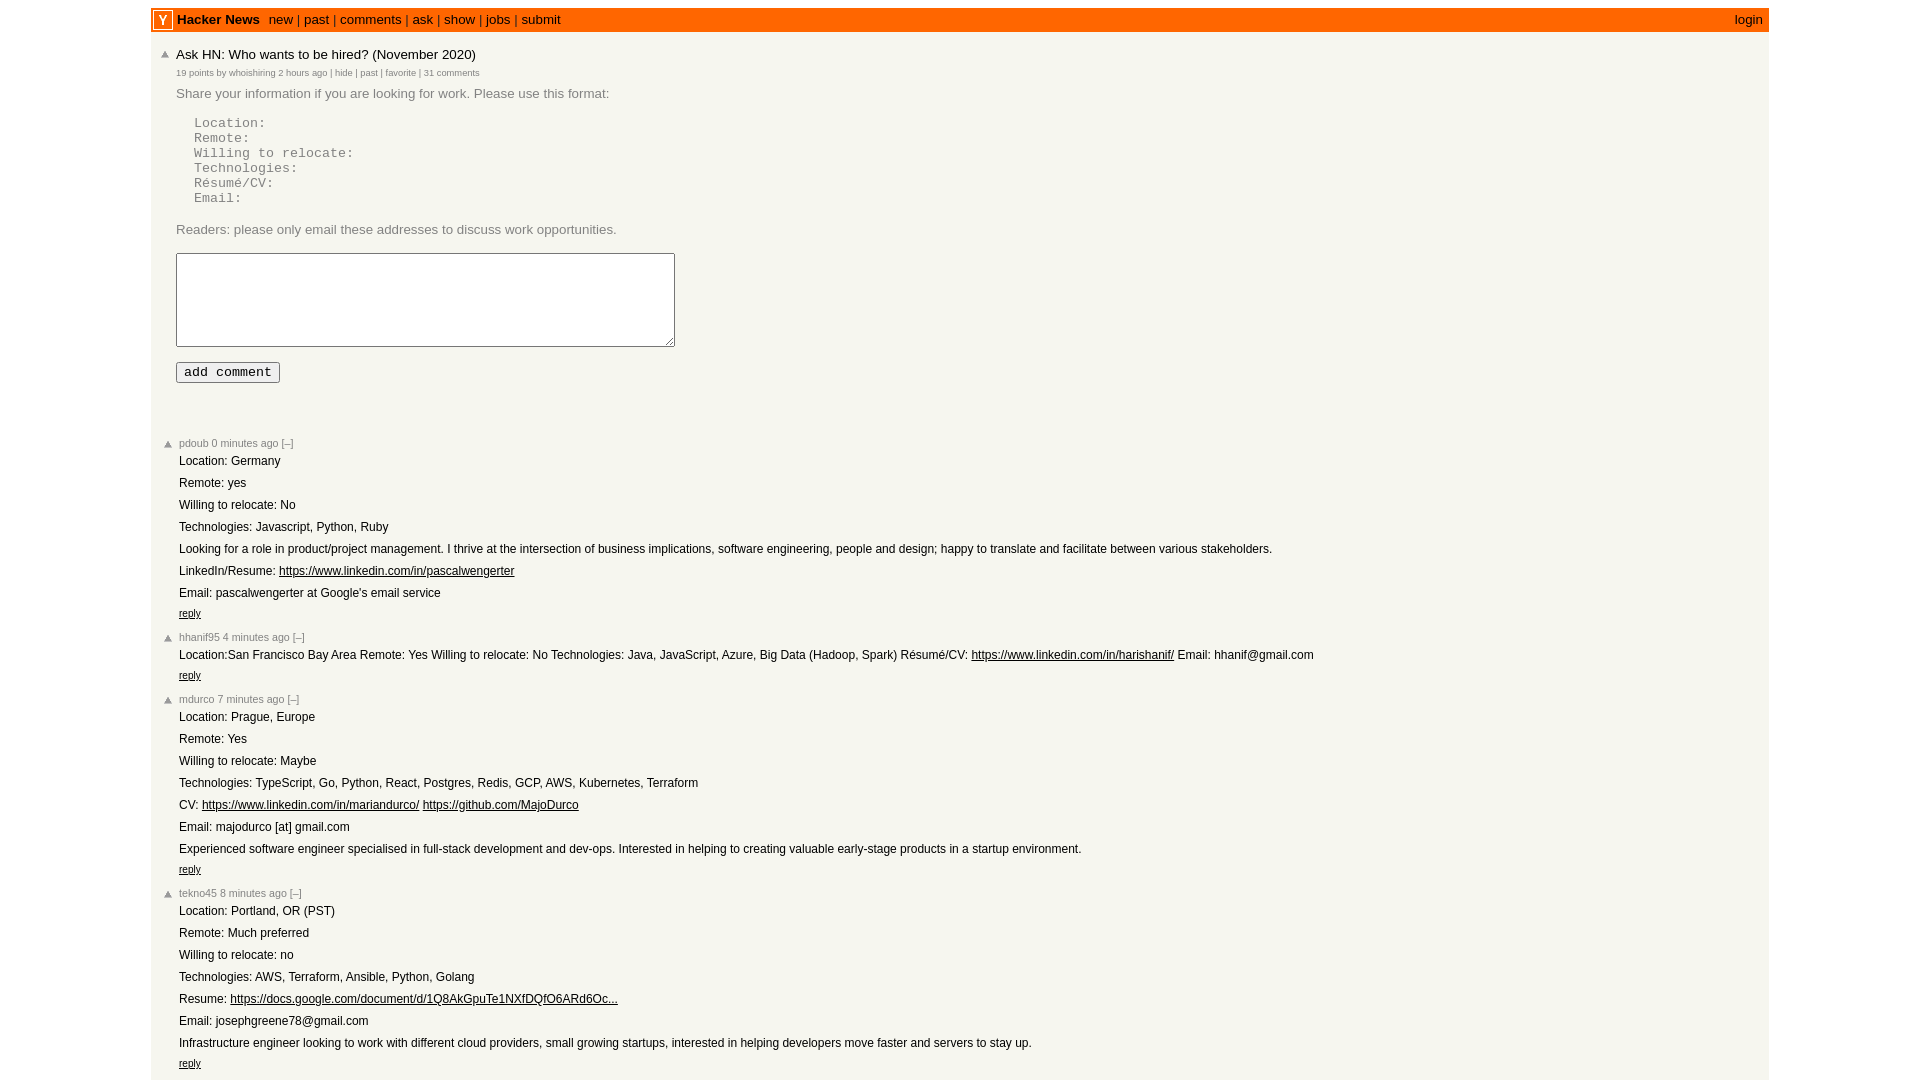 Y Hacker News new | past | comments | ask | show | jobs | submit login
Ask HN: Who wants to be hired? (November 2020)
19 points by whoishiring 2 hours ago | hide | past | favorite | 31 comments
Share your information if you are looking for work. Please use this format:
Location:
Remote:
Willing to relocate:
Technologies:
Résumé/CV:
Email:
Readers: please only email these addresses to discuss work opportunities.
add comment
pdoub 0 minutes ago [–]
Location: Germany
Remote: yes
Willing to relocate: No
Technologies: Javascript, Python, Ruby
Looking for a role in product/project management. I thrive at the intersection of business implications, software engineering, people and design; happy to translate and facilitate between various stakeholders.
LinkedIn/Resume: https://www.linkedin.com/in/pascalwengerter
Email: pascalwengerter at Google's email service
reply
hhanif95 4 minutes ago [–]
Location:San Francisco Bay Area Remote: Yes Willing to relocate: No Technologies: Java, JavaScript, Azure, Big Data (Hadoop, Spark) Résumé/CV: https://www.linkedin.com/in/harishanif/ Email: hhanif@gmail.com
reply
mdurco 7 minutes ago [–]
Location: Prague, Europe
Remote: Yes
Willing to relocate: Maybe
Technologies: TypeScript, Go, Python, React, Postgres, Redis, GCP, AWS, Kubernetes, Terraform
CV: https://www.linkedin.com/in/mariandurco/ https://github.com/MajoDurco
Email: majodurco [at] gmail.com
Experienced software engineer specialised in full-stack development and dev-ops. Interested in helping to creating valuable early-stage products in a startup environment.
reply
tekno45 8 minutes ago [–]
Location: Portland, OR (PST)
Remote: Much preferred
Willing to relocate: no
Technologies: AWS, Terraform, Ansible, Python, Golang
Resume: https://docs.google.com/document/d/1Q8AkGpuTe1NXfDQfO6ARd6Oc...
Email: josephgreene78@gmail.com
Infrastructure engineer looking to work with different cloud providers, small growing startups, interested in helping developers move faster and servers to stay up.
reply